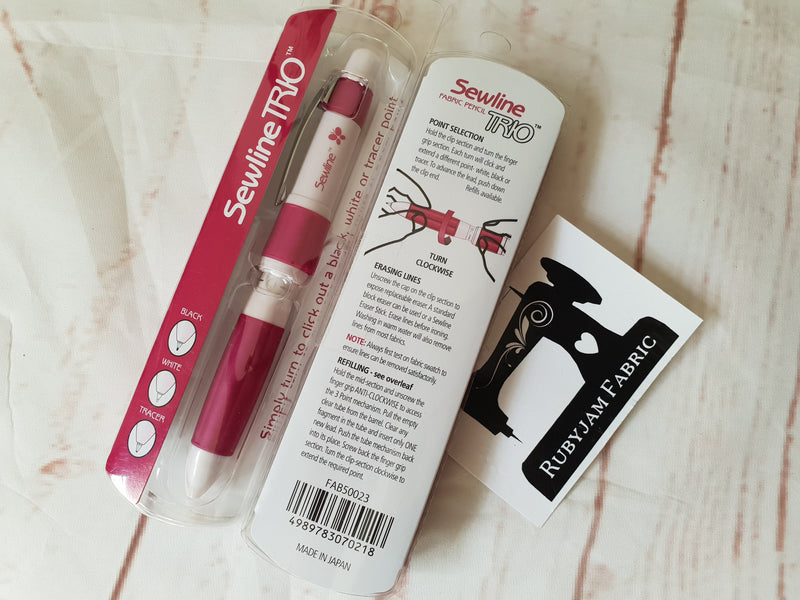 Sewline TRIO™
BLACK
WHITE
TRACER
Sewline™
Simply turn to click out a black, white or tracer point
Sewline
FABRIC PENCIL
TRIO™
POINT SELECTION
Hold the clip section and turn the finger
grip section. Each turn will click and
extend a different point- white, black or
tracer. To advance the lead, push down
the clip end. Refills available.
TURN
CLOCKWISE
ERASING LINES
Unscrew the cap on the clip section to
expose replaceable eraser. A standard
block eraser can be used or a Sewline
Eraser Stick. Erase lines before ironing.
Washing in warm water will also remove
lines from most fabrics.
NOTE: Always first test on fabric swatch to
ensure lines can be removed satisfactorily.
REFILLING - see overleaf
Hold the mid-section and unscrew the
finger grip ANTI-CLOCKWISE to access
the 3 Point mechanism. Pull the empty
clear tube from the barrel. Clear any
fragment in the tube and insert only ONE
new lead. Push the tube mechanism back
into its place. Screw back the finger grip
section. Turn the clip-section clockwise to
extend the required point.
FAB50023
4989783070218
MADE IN JAPAN
RUBYJAM FABRIC